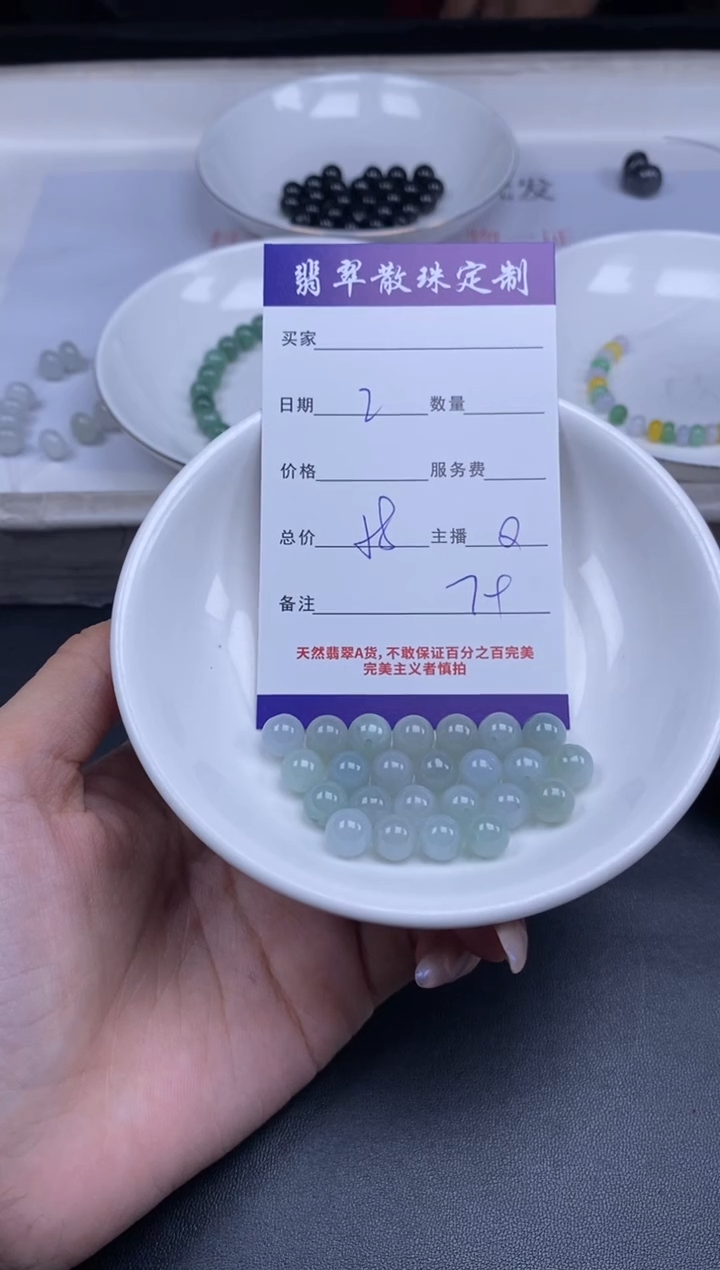 批发
翡翠散珠定制
买家
日期 2 数量
价格 服务费
总价 主播 Q
备注
天然翡翠A货,不敢保证百分之百完美
完美主义者慎拍